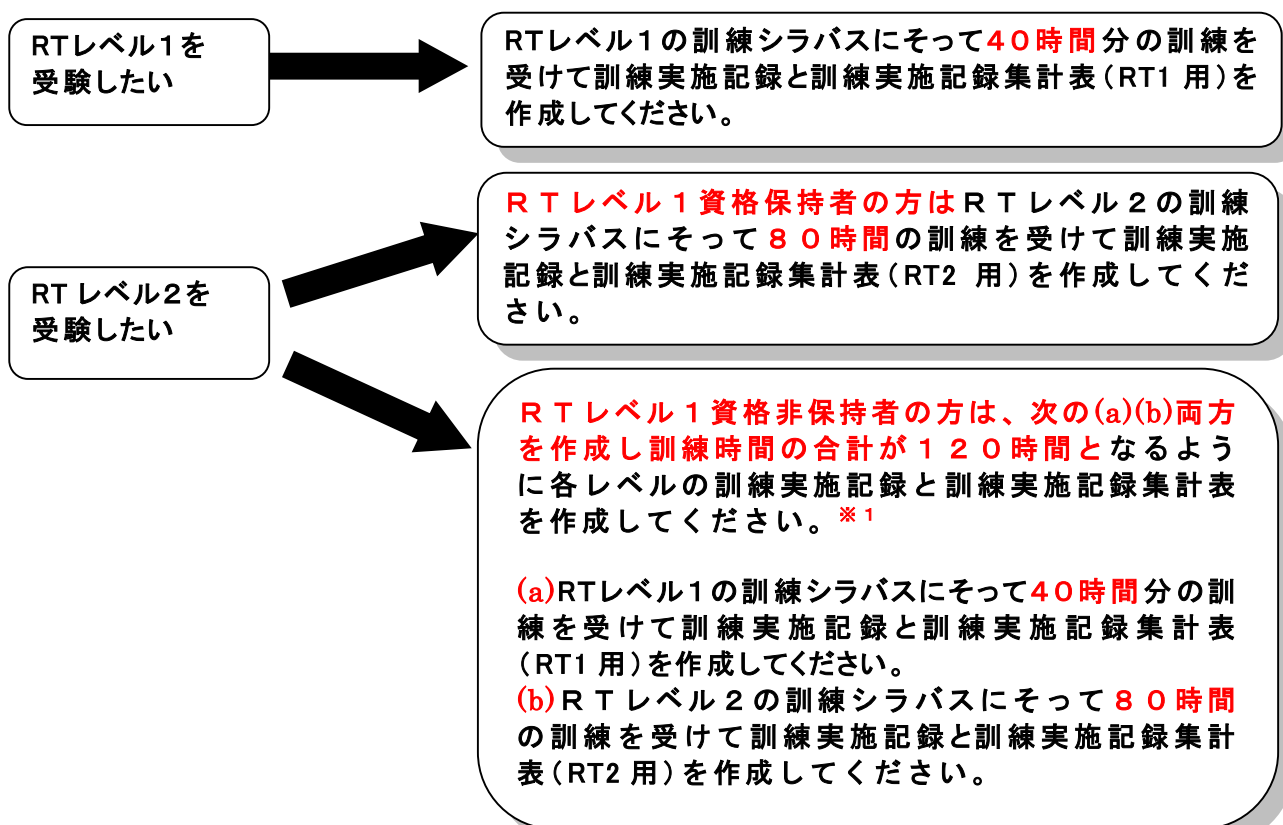 RTレベル1を
受験したい
RTレベル1の訓練シラバスにそって40時間分の訓練を
受けて訓練実施記録と訓練実施記録集計表(RT1 用)を
作成してください。
RTレベル2を
受験したい
RTレベル1資格保持者の方はRTレベル2の訓練
シラバスにそって80時間の訓練を受けて訓練実施
記録と訓練実施記録集計表(RT2 用)を作成してくだ
さい。
RTレベル1資格非保持者の方は、次の(a)(b)両方
を作成し訓練時間の合計が120時間となるよう
に各レベルの訓練実施記録と訓練実施記録集計表
を作成してください。※1
(a)RTレベル1の訓練シラバスにそって40時間分の訓
練を受けて訓練実施記録と訓練実施記録集計表
(RT1 用)を作成してください。
(b)RTレベル2の訓練シラバスにそって80時間
の訓練を受けて訓練実施記録と訓練実施記録集計
表(RT2 用)を作成してください。